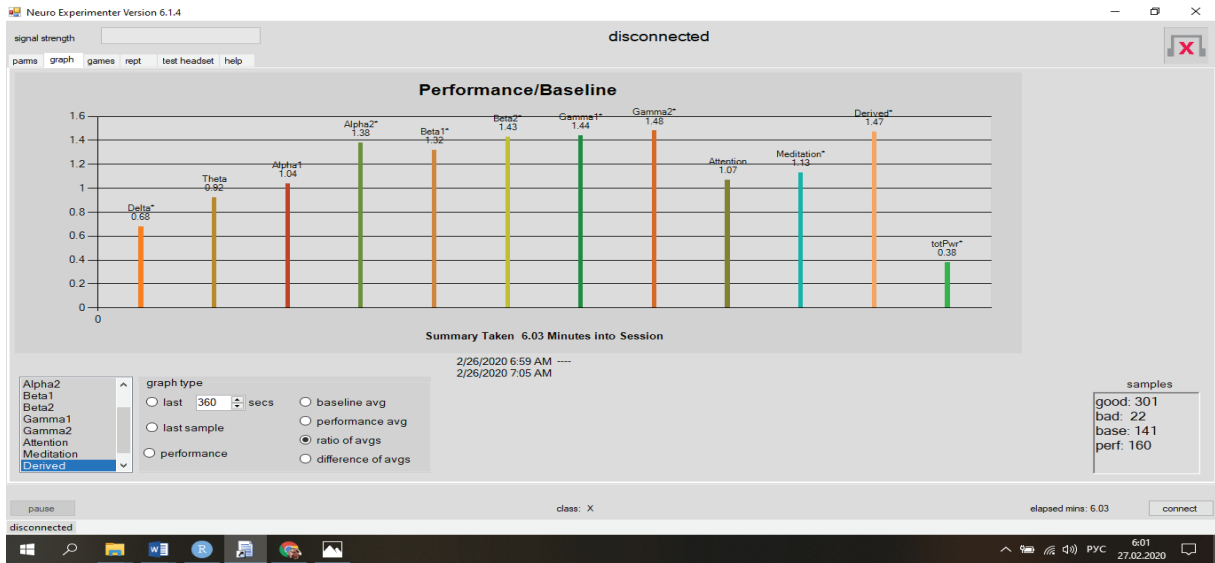 Neuro Experimenter Version 6.1.4
signal strength
disconnected
X
parms graph games rept test headset help
Performance/Baseline
1.6
1.4
1.2
1
0.8
0.6
0.4
0.2
0
0
Delta*
0.68
Theta
0.92
Alpha1
1.04
Alpha2*
1.38
Beta1*
1.32
Beta2*
1.43
Gamma1*
1.44
Gamma2*
1.48
Attention
1.07
Meditation*
1.13
Derived*
1.47
totPwr*
0.38
Summary Taken 6.03 Minutes into Session
2/26/2020 6:59 AM ----
2/26/2020 7:05 AM
Alpha2
Beta1
Beta2
Gamma1
Gamma2
Attention
Meditation
Derived
graph type
last 360 secs
last sample
performance
baseline avg
performance avg
ratio of avgs
difference of avgs
samples
good: 301
bad: 22
base: 141
perf: 160
pause
class: X
elapsed mins: 6.03
connect
disconnected
W
R
РУС
6:01
27.02.2020